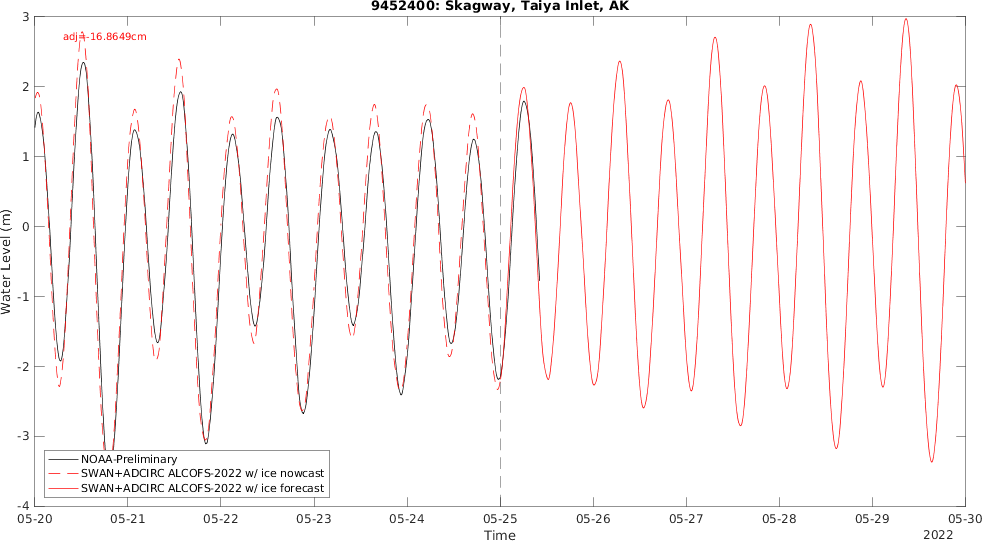 9452400: Skagway, Taiya Inlet, AK
adj=-16.8649cm
3
2
1
0
-1
-2
-3
-4
Water Level (m)
NOAA-Preliminary
SWAN+ADCIRC ALCOFS-2022 w/ ice nowcast
SWAN+ADCIRC ALCOFS-2022 w/ ice forecast
05-20 05-21 05-22 05-23 05-24 05-25 05-26 05-27 05-28 05-29 05-30
Time
2022